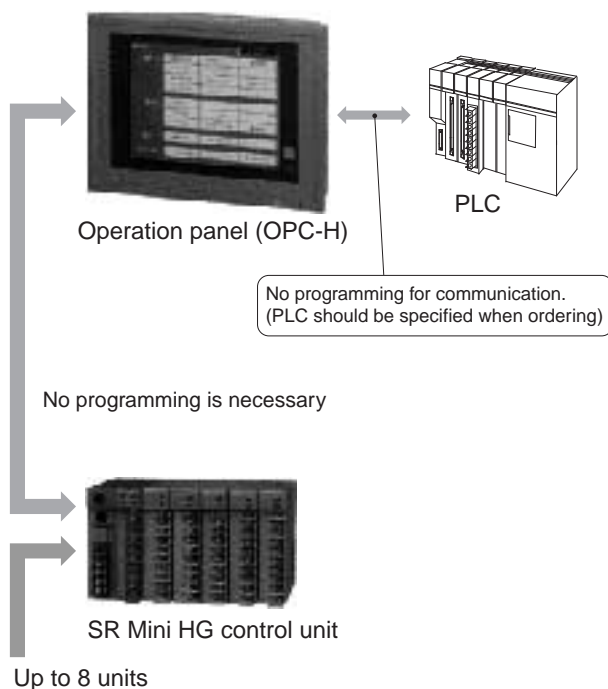 Operation panel (OPC-H)
PLC
No programming for communication.
(PLC should be specified when ordering)
No programming is necessary
SR Mini HG control unit
Up to 8 units